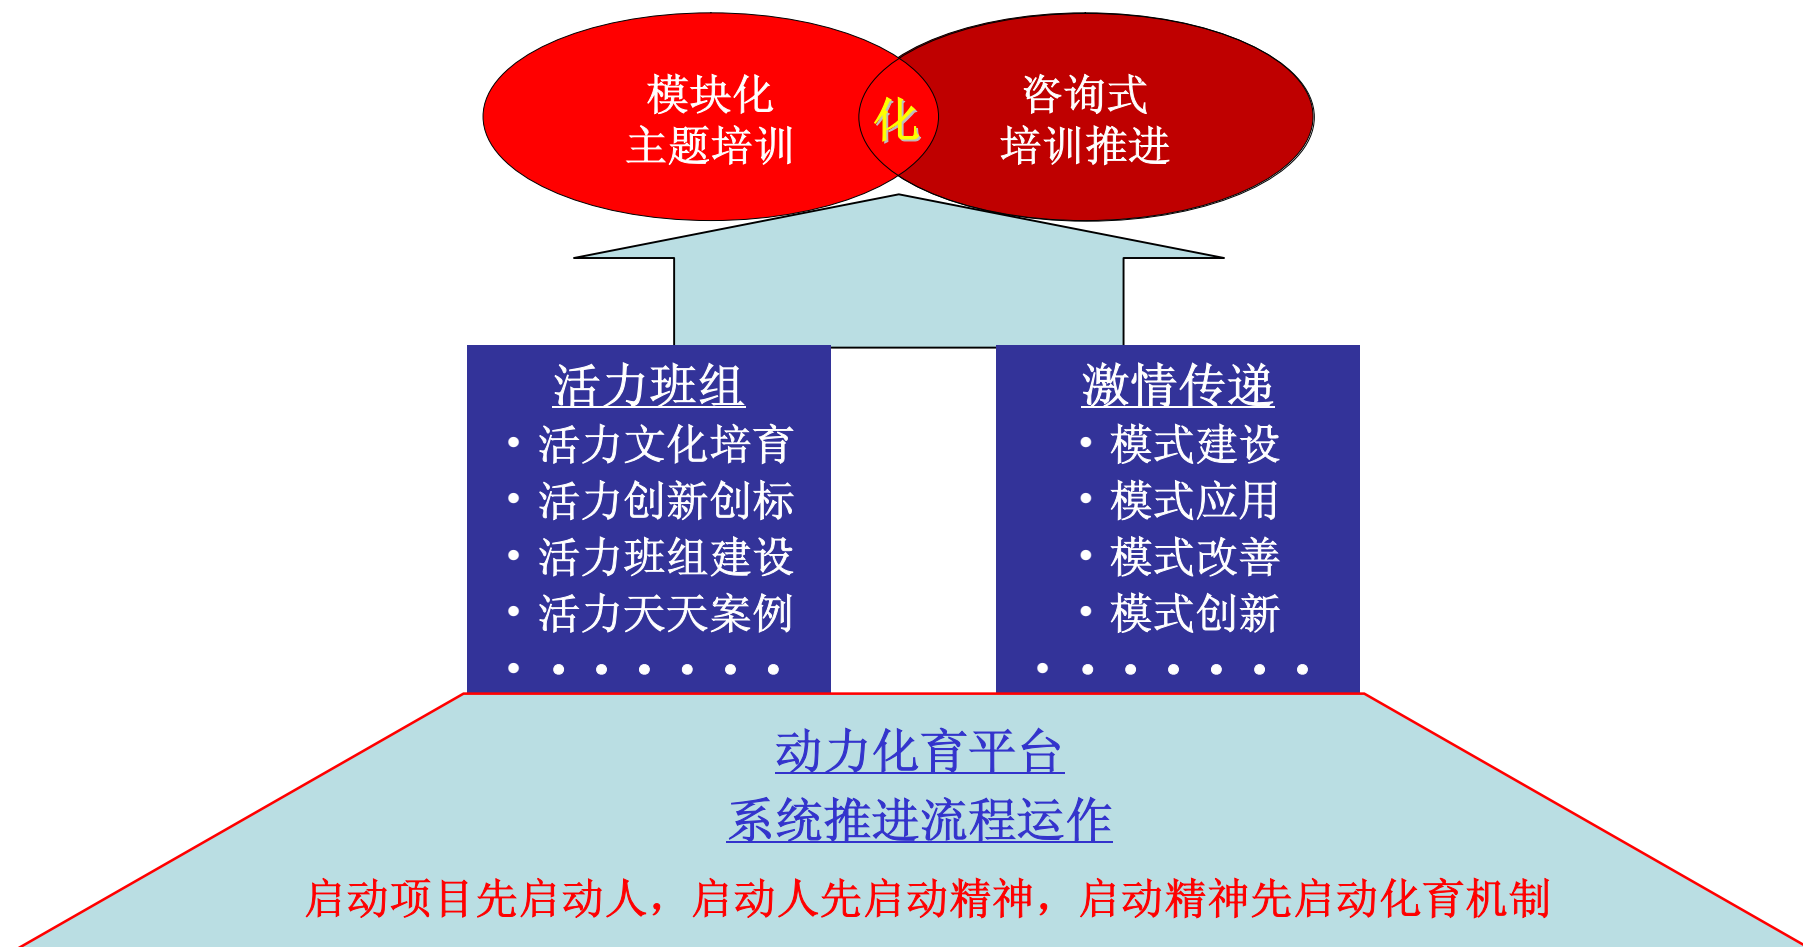 模块化
主题培训
化
咨询式
培训推进
活力班组
• 活力文化培育
• 活力创新创标
• 活力班组建设
• 活力天天案例
• • • • • • •
激情传递
• 模式建设
• 模式应用
• 模式改善
• 模式创新
• • • • • • •
动力化育平台
系统推进流程运作
启动项目先启动人，启动人先启动精神，启动精神先启动化育机制